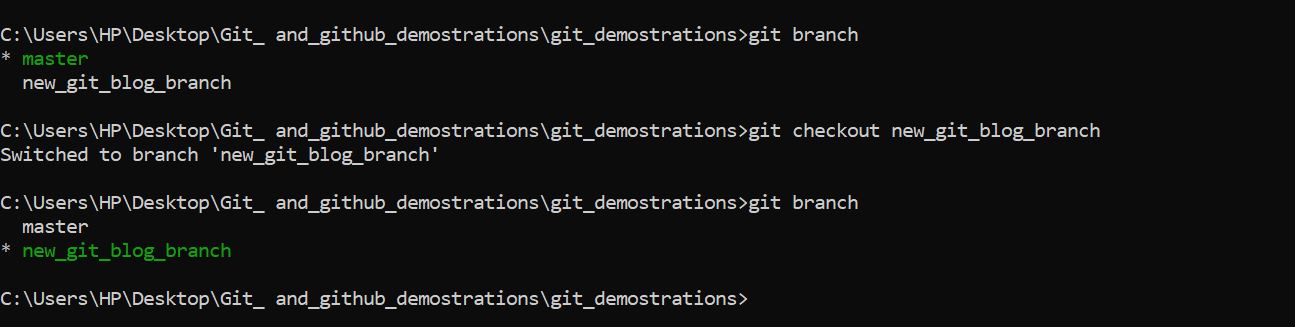 C:\Users\HP\Desktop\Git_ and_github_demostrations\git_demostrations>git branch
* master
  new_git_blog_branch
C:\Users\HP\Desktop\Git_ and_github_demostrations\git_demostrations>git checkout new_git_blog_branch
Switched to branch 'new_git_blog_branch'
C:\Users\HP\Desktop\Git_ and_github_demostrations\git_demostrations>git branch
  master
* new_git_blog_branch
C:\Users\HP\Desktop\Git_ and_github_demostrations\git_demostrations>